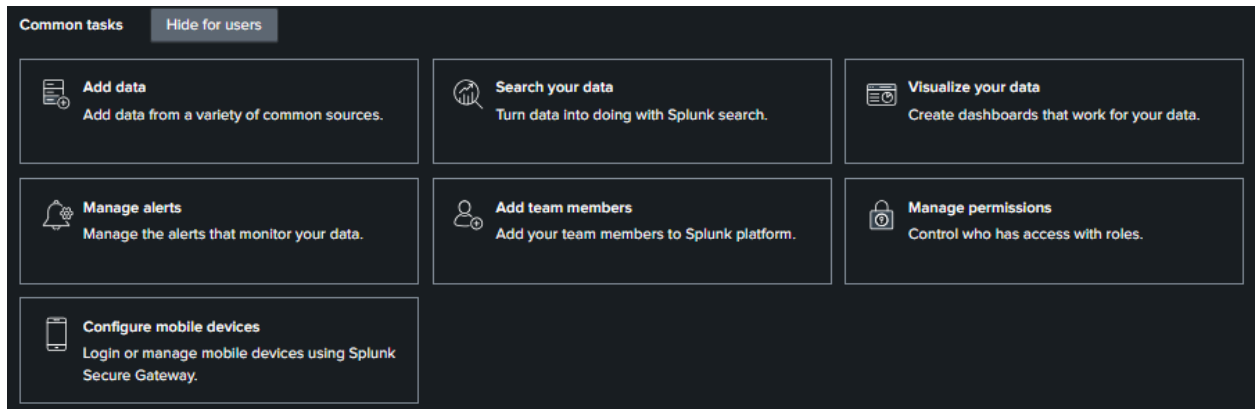 Common tasks
Hide for users
Add data
Add data from a variety of common sources.
Search your data
Turn data into doing with Splunk search.
Visualize your data
Create dashboards that work for your data.
Manage alerts
Manage the alerts that monitor your data.
Add team members
Add your team members to Splunk platform.
Manage permissions
Control who has access with roles.
Configure mobile devices
Login or manage mobile devices using Splunk
Secure Gateway.